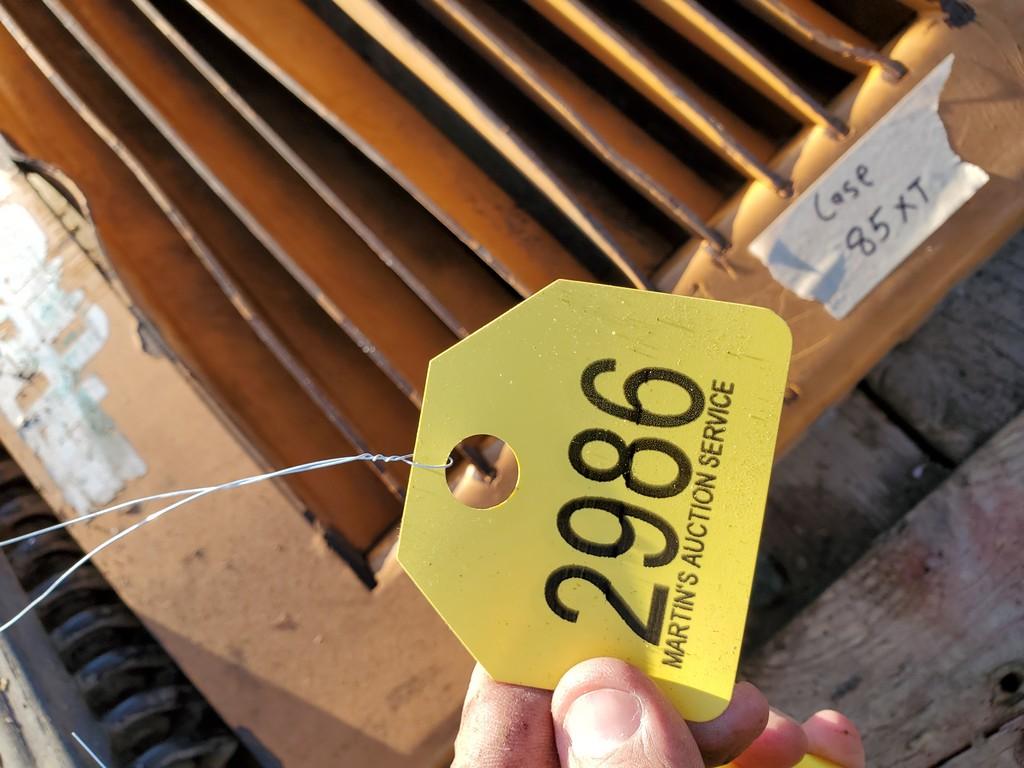 Case
85 XT
2986
MARTIN'S AUCTION SERVICE